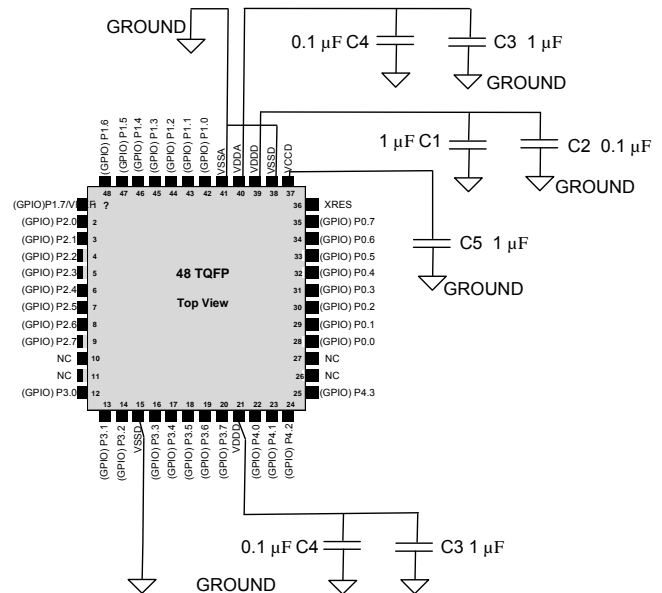 GROUND
0.1 µF C4
C3 1 µF
GROUND
1 µF C1
C2 0.1 µF
GROUND
C5 1 µF
GROUND
(GPIO) P1.6
(GPIO) P1.5
(GPIO) P1.4
(GPIO) P1.3
(GPIO) P1.2
(GPIO) P1.1
(GPIO) P1.0
VSSA
VDDA
VDDD
VSSD
VCCD
48
47
46
45
44
43
42
41
40
39
38
37
?
(GPIO)P1.7/V
(GPIO) P2.0
2
(GPIO) P2.1
3
(GPIO) P2.2
4
(GPIO) P2.3
5
(GPIO) P2.4
6
(GPIO) P2.5
7
(GPIO) P2.6
8
(GPIO) P2.7
9
NC
10
NC
11
(GPIO) P3.0
12
48 TQFP
Top View
36 XRES
35 (GPIO) P0.7
34 (GPIO) P0.6
33 (GPIO) P0.5
32 (GPIO) P0.4
31 (GPIO) P0.3
30 (GPIO) P0.2
29 (GPIO) P0.1
28 (GPIO) P0.0
27 NC
26 NC
25 (GPIO) P4.3
13
14
15
16
17
18
19
20
21
22
23
24
(GPIO) P3.1
(GPIO) P3.2
VSSD
(GPIO) P3.3
(GPIO) P3.4
(GPIO) P3.5
(GPIO) P3.6
(GPIO) P3.7
VDDD
(GPIO) P4.0
(GPIO) P4.1
(GPIO) P4.2
0.1 µF C4
C3 1 µF
GROUND